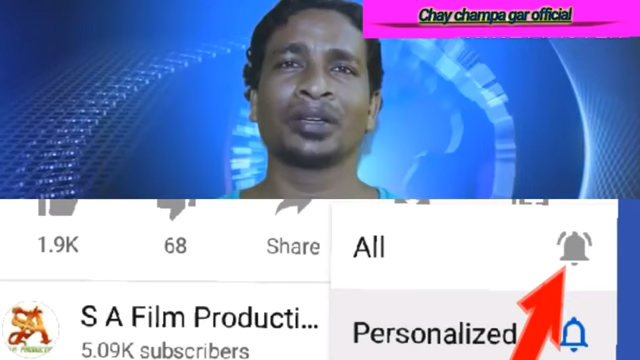 Chay champa gar official
1.9K
68
Share
All
S A Film Producti...
5.09K subscribers
Personalized